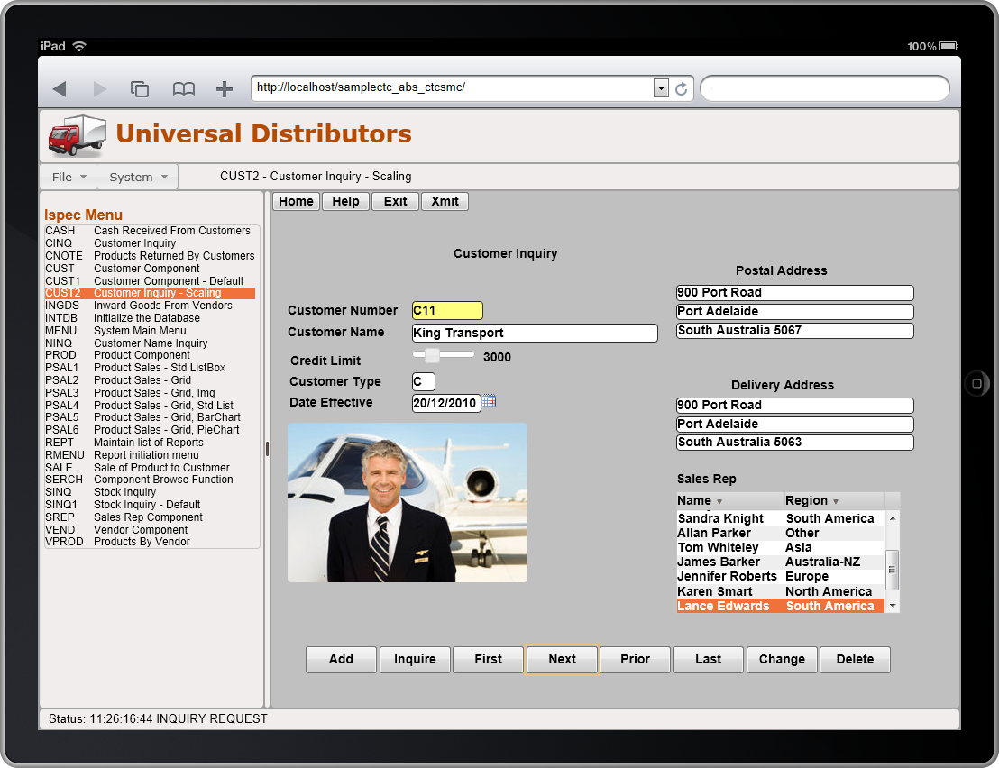 iPad
100%
http://localhost/samplectc_abs_ctcsmc/
Universal Distributors
File System CUST2 - Customer Inquiry - Scaling
Ispec Menu
CASH Cash Received From Customers
CINQ Customer Inquiry
CNOTE Products Returned By Customers
CUST Customer Component
CUST1 Customer Component - Default
CUST2 Customer Inquiry - Scaling
INGDS Inward Goods From Vendors
INTDB Initialize the Database
MENU System Main Menu
NINQ Customer Name Inquiry
PROD Product Component
PSAL1 Product Sales - Std ListBox
PSAL2 Product Sales - Grid
PSAL3 Product Sales - Grid, Img
PSAL4 Product Sales - Grid, Std List
PSAL5 Product Sales - Grid, BarChart
PSAL6 Product Sales - Grid, PieChart
REPT Maintain list of Reports
RMENU Report initiation menu
SALE Sale of Product to Customer
SERCH Component Browse Function
SINQ Stock Inquiry
SINQ1 Stock Inquiry - Default
SREP Sales Rep Component
VEND Vendor Component
VPROD Products By Vendor
Home Help Exit Xmit
Customer Inquiry
Customer Number C11
Customer Name King Transport
Credit Limit 3000
Customer Type C
Date Effective 20/12/2010
Postal Address
900 Port Road
Port Adelaide
South Australia 5067
Delivery Address
900 Port Road
Port Adelaide
South Australia 5063
Sales Rep
Name Region
Sandra Knight South America
Allan Parker Other
Tom Whiteley Asia
James Barker Australia-NZ
Jennifer Roberts Europe
Karen Smart North America
Lance Edwards South America
Add Inquire First Next Prior Last Change Delete
Status: 11:26:16:44 INQUIRY REQUEST